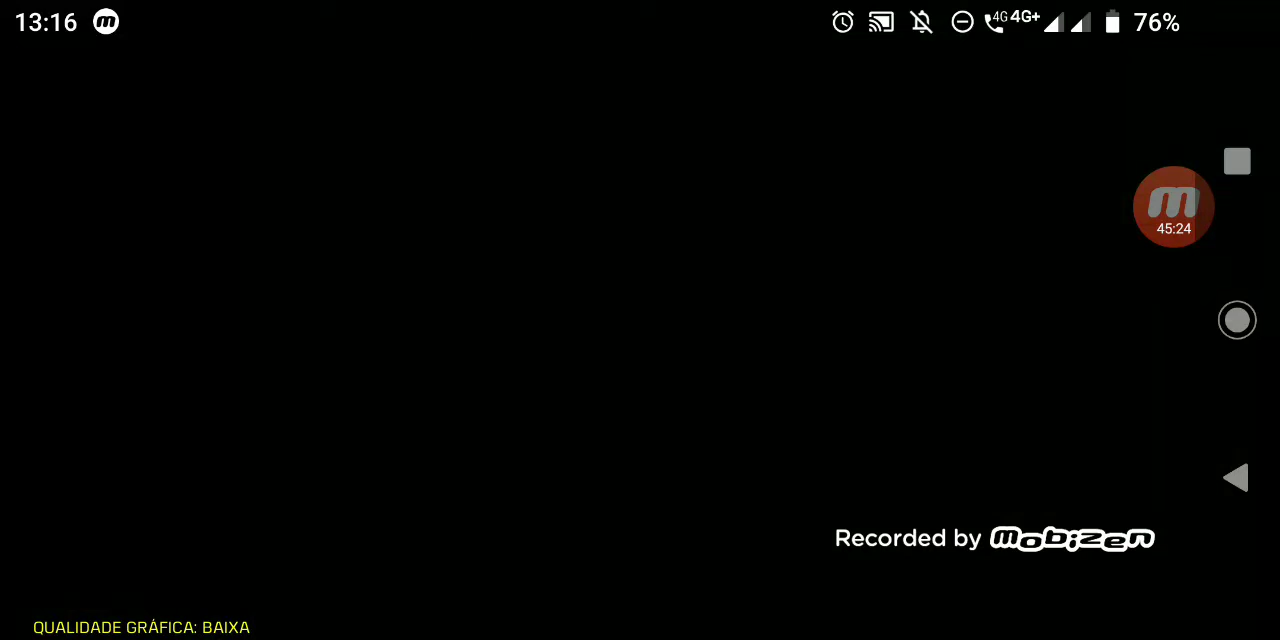 13:16 m 4G 4G+ 76%
m
45:24
Recorded by mobizen
QUALIDADE GRÁFICA: BAIXA